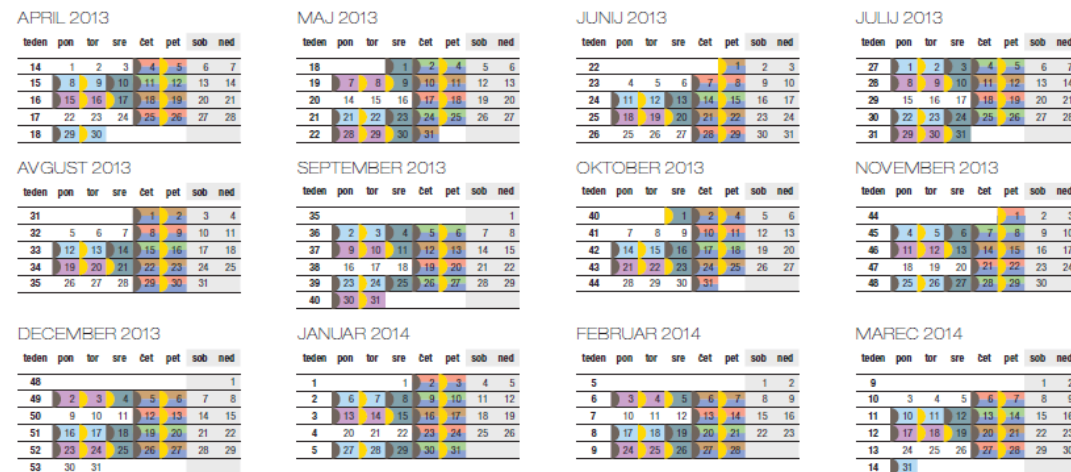 APRIL 2013
teden pon tor sre čet pet sob ned
14 1 2 3 4 5 6 7
15 8 9 10 11 12 13 14
16 15 16 17 18 19 20 21
17 22 23 24 25 26 27 28
18 29 30
MAJ 2013
teden pon tor sre čet pet sob ned
18 1 2 4 5 6
19 7 8 9 10 11 12 13
20 14 15 16 17 18 19 20
21 21 22 23 24 25 26 27
22 28 29 30 31
JUNIJ 2013
teden pon tor sre čet pet sob ned
22 1 2 3
23 4 5 6 7 8 9 10
24 11 12 13 14 15 16 17
25 18 19 20 21 22 23 24
26 25 26 27 28 29 30 31
JULIJ 2013
teden pon tor sre čet pet sob ned
27 1 2 3 4 5 6 7
28 8 9 10 11 12 13 14
29 15 16 17 18 19 20 21
30 22 23 24 25 26 27 28
31 29 30 31
AVGUST 2013
teden pon tor sre čet pet sob ned
31 1 2 3 4
32 5 6 7 8 9 10 11
33 12 13 14 15 16 17 18
34 19 20 21 22 23 24 25
35 26 27 28 29 30 31
SEPTEMBER 2013
teden pon tor sre čet pet sob ned
35 1
36 2 3 4 5 6 7 8
37 9 10 11 12 13 14 15
38 16 17 18 19 20 21 22
39 23 24 25 26 27 28 29
40 30 31
OKTOBER 2013
teden pon tor sre čet pet sob ned
40 1 2 4 5 6
41 7 8 9 10 11 12 13
42 14 15 16 17 18 19 20
43 21 22 23 24 25 26 27
44 28 29 30 31
NOVEMBER 2013
teden pon tor sre čet pet sob ned
44 1 2 3
45 4 5 6 7 8 9 10
46 11 12 13 14 15 16 17
47 18 19 20 21 22 23 24
48 25 26 27 28 29 30
DECEMBER 2013
teden pon tor sre čet pet sob ned
48 1
49 2 3 4 5 6 7 8
50 9 10 11 12 13 14 15
51 16 17 18 19 20 21 22
52 23 24 25 26 27 28 29
53 30 31
JANUAR 2014
teden pon tor sre čet pet sob ned
1 1 2 3 4 5
2 6 7 8 9 10 11 12
3 13 14 15 16 17 18 19
4 20 21 22 23 24 25 26
5 27 28 29 30 31
FEBRUAR 2014
teden pon tor sre čet pet sob ned
5 1 2
6 3 4 5 6 7 8 9
7 10 11 12 13 14 15 16
8 17 18 19 20 21 22 23
9 24 25 26 27 28
MAREC 2014
teden pon tor sre čet pet sob ned
9 1 2
10 3 4 5 6 7 8 9
11 10 11 12 13 14 15 16
12 17 18 19 20 21 22 23
13 24 25 26 27 28 29 30
14 31